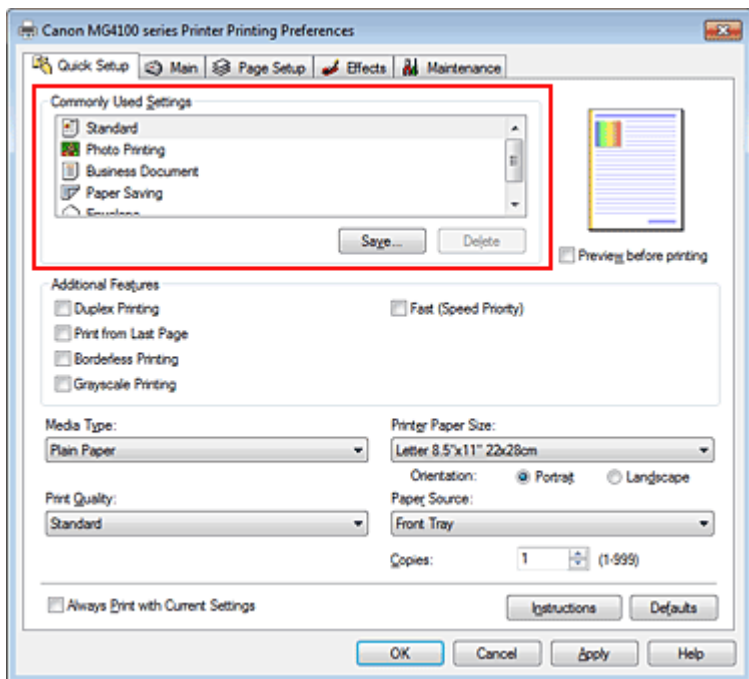 Canon MG4100 series Printer Printing Preferences
Quick Setup Main Page Setup Effects Maintenance
Commonly Used Settings
Standard
Photo Printing
Business Document
Paper Saving
Envelope
Save... Delete
Preview before printing
Additional Features
Duplex Printing Fast (Speed Priority)
Print from Last Page
Borderless Printing
Grayscale Printing
Media Type: Printer Paper Size:
Plain Paper Letter 8.5"x11" 22x28cm
Orientation: Portrait Landscape
Print Quality: Paper Source:
Standard Front Tray
Copies: 1 (1-999)
Always Print with Current Settings Instructions Defaults
OK Cancel Apply Help